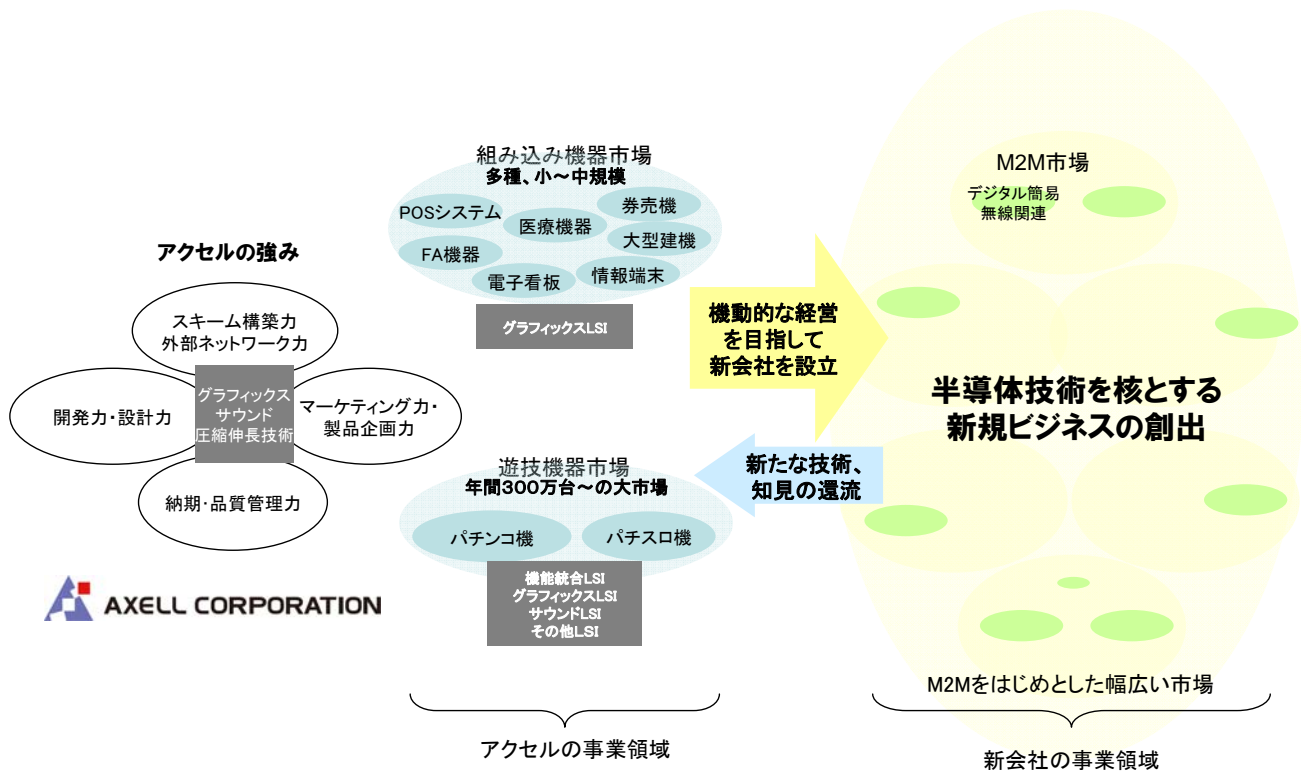 アクセルの強み
スキーム構築力
外部ネットワーク力
開発力・設計力
グラフィックス
サウンド
圧縮伸長技術
マーケティング力・
製品企画力
納期・品質管理力
AXELL CORPORATION
組み込み機器市場
多種、小～中規模
POSシステム
医療機器
券売機
FA機器
大型建機
電子看板
情報端末
グラフィックスLSI
遊技機器市場
年間300万台～の大市場
パチンコ機
パチスロ機
機能統合LSI
グラフィックスLSI
サウンドLSI
その他LSI
アクセルの事業領域
機動的な経営
を目指して
新会社を設立
新たな技術、
知見の還流
M2M市場
デジタル簡易
無線関連
半導体技術を核とする
新規ビジネスの創出
M2Mをはじめとした幅広い市場
新会社の事業領域